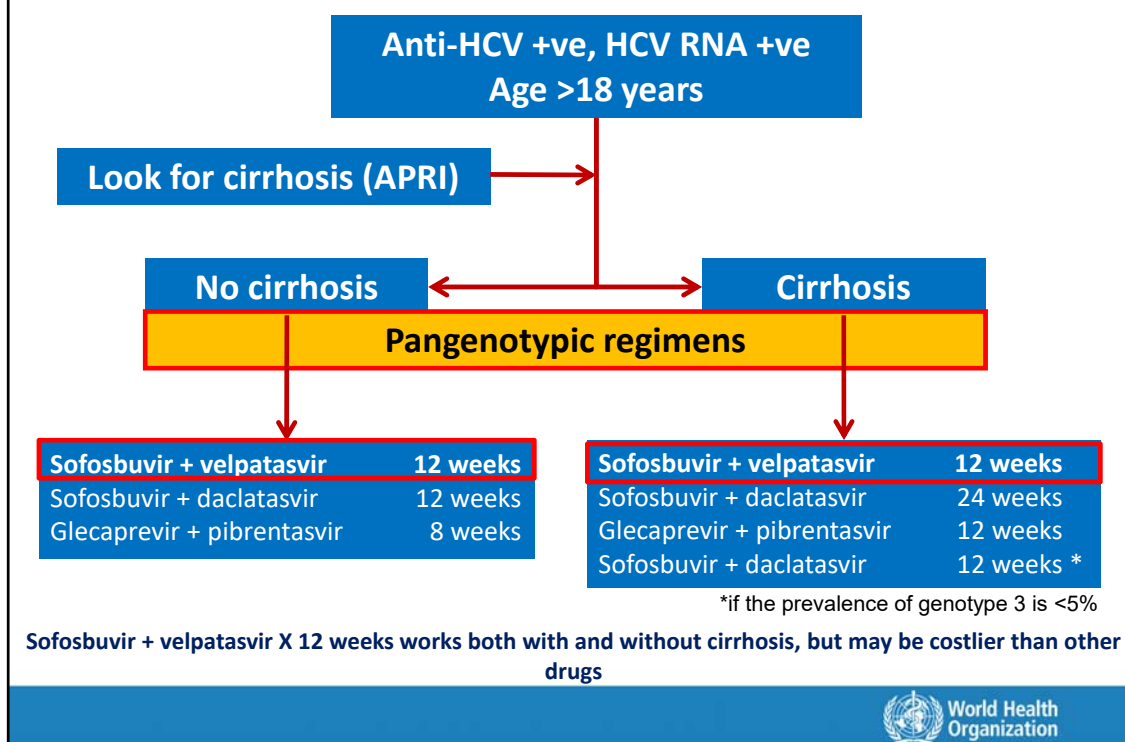 Anti-HCV +ve, HCV RNA +ve
Age >18 years
Look for cirrhosis (APRI)
No cirrhosis
Cirrhosis
Pangenotypic regimens
Sofosbuvir + velpatasvir 12 weeks
Sofosbuvir + daclatasvir 12 weeks
Glecaprevir + pibrentasvir 8 weeks
Sofosbuvir + velpatasvir 12 weeks
Sofosbuvir + daclatasvir 24 weeks
Glecaprevir + pibrentasvir 12 weeks
Sofosbuvir + daclatasvir 12 weeks *
*if the prevalence of genotype 3 is <5%
Sofosbuvir + velpatasvir X 12 weeks works both with and without cirrhosis, but may be costlier than other
drugs
World Health
Organization